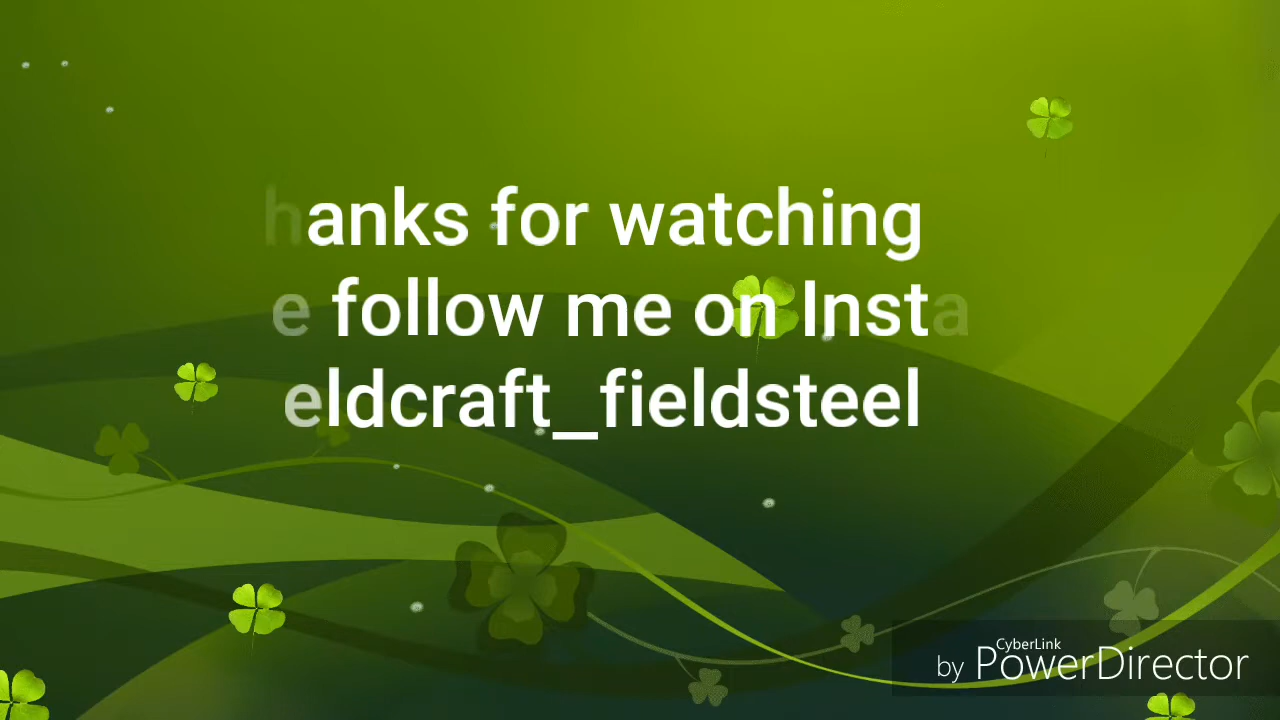 hanks for watching
e follow me on Insta
eldcraft_fieldsteel
by CyberLink PowerDirector